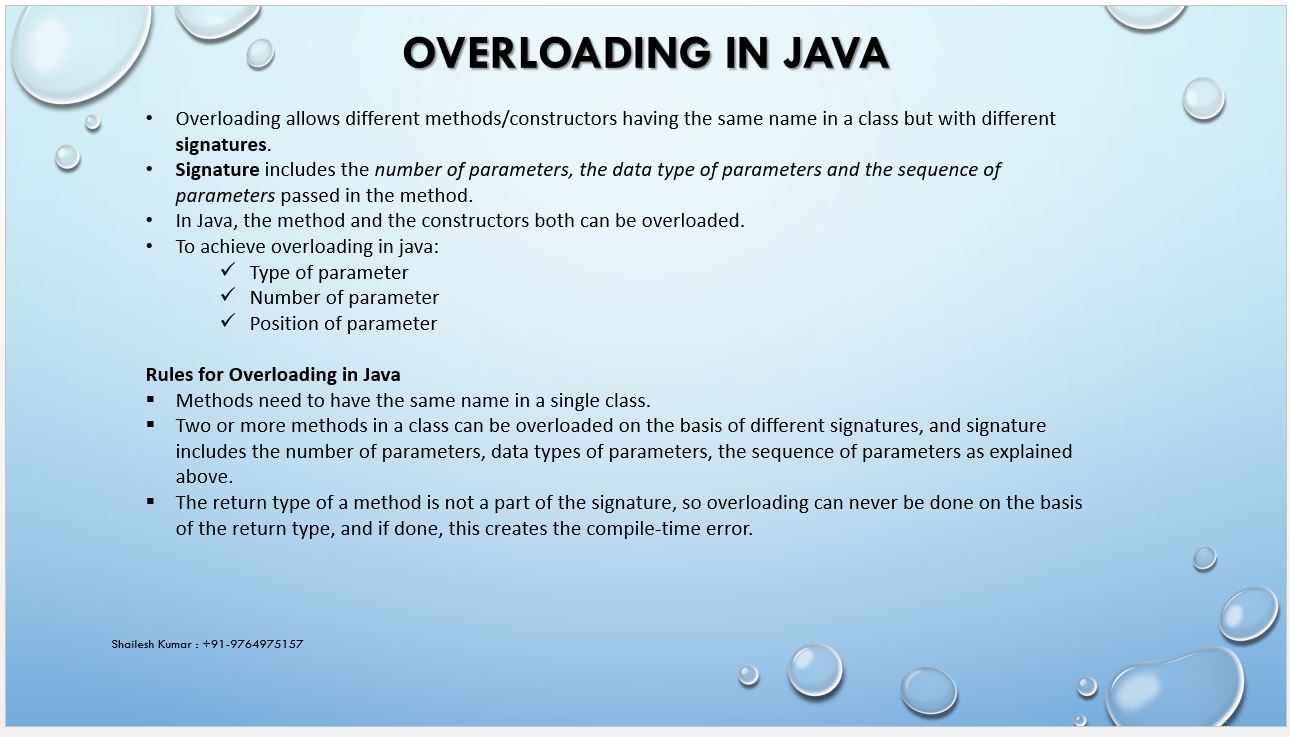 OVERLOADING IN JAVA
• Overloading allows different methods/constructors having the same name in a class but with different
signatures.
• Signature includes the number of parameters, the data type of parameters and the sequence of
parameters passed in the method.
• In Java, the method and the constructors both can be overloaded.
• To achieve overloading in java:
✓ Type of parameter
✓ Number of parameter
✓ Position of parameter
Rules for Overloading in Java
▪ Methods need to have the same name in a single class.
▪ Two or more methods in a class can be overloaded on the basis of different signatures, and signature
includes the number of parameters, data types of parameters, the sequence of parameters as explained
above.
▪ The return type of a method is not a part of the signature, so overloading can never be done on the basis
of the return type, and if done, this creates the compile-time error.
Shailesh Kumar : +91-9764975157